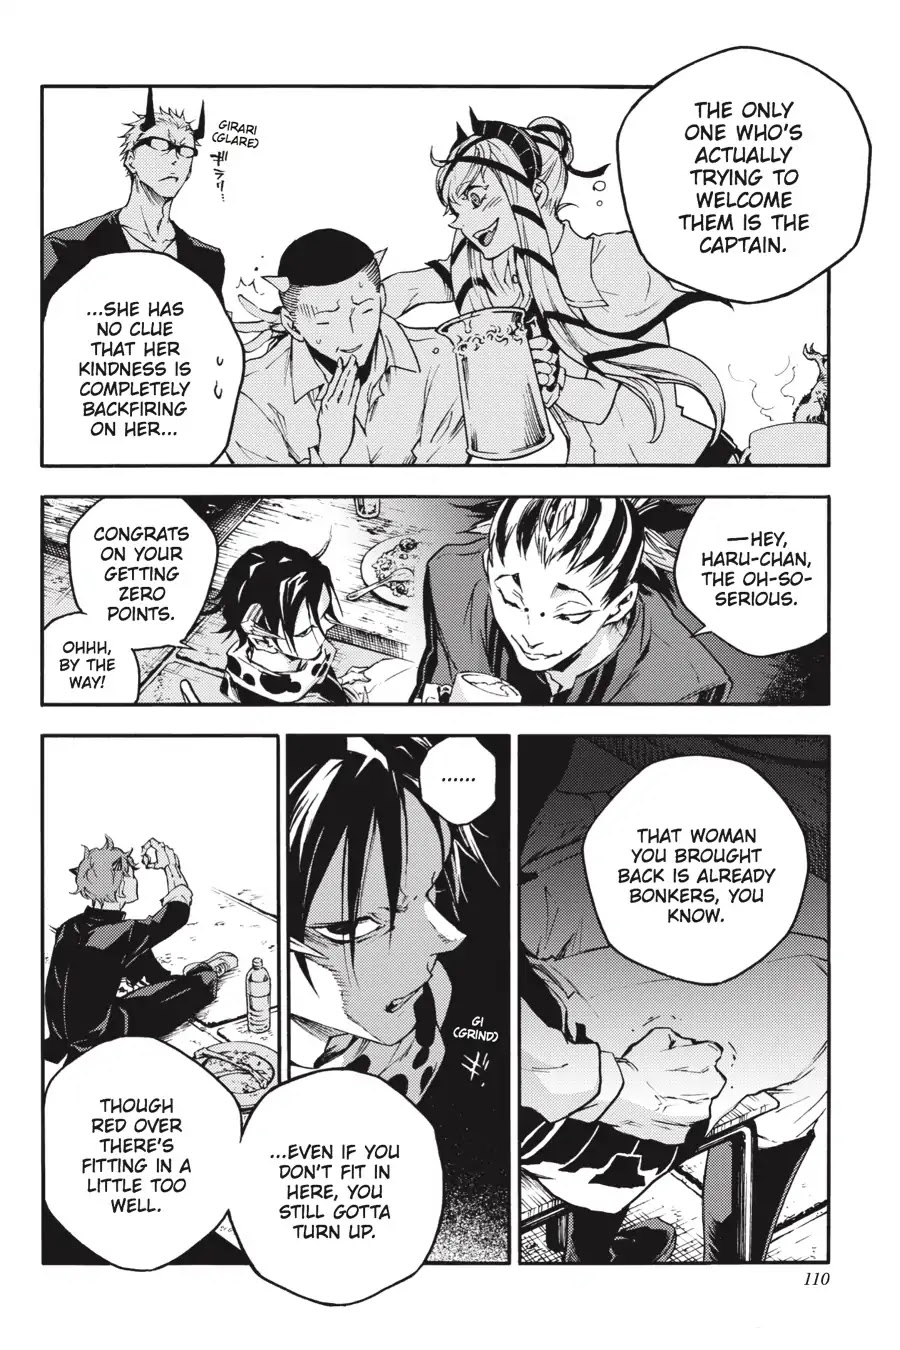 THE ONLY
ONE WHO'S
ACTUALLY
TRYING TO
WELCOME
THEM IS THE
CAPTAIN.
GIRARI
(GLARE)
ギラリ
...SHE HAS
NO CLUE
THAT HER
KINDNESS IS
COMPLETELY
BACKFIRING
ON HER...
—HEY,
HARU-CHAN,
THE OH-SO-
SERIOUS.
CONGRATS
ON YOUR
GETTING
ZERO
POINTS.
OHHH,
BY THE
WAY!
THAT WOMAN
YOU BROUGHT
BACK IS ALREADY
BONKERS, YOU
KNOW.
......
GI
(GRIND)
ギ
...EVEN IF YOU
DON'T FIT IN
HERE, YOU
STILL GOTTA
TURN UP.
THOUGH
RED OVER
THERE'S
FITTING IN A
LITTLE TOO
WELL.
110